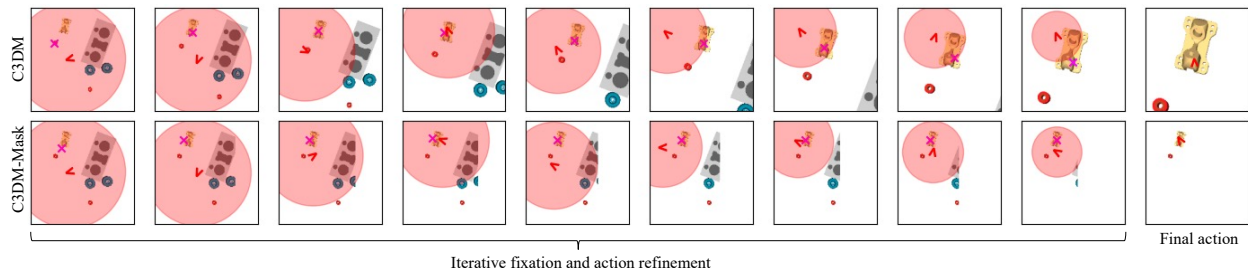 C3DM
C3DM-Mask
Iterative fixation and action refinement
Final action